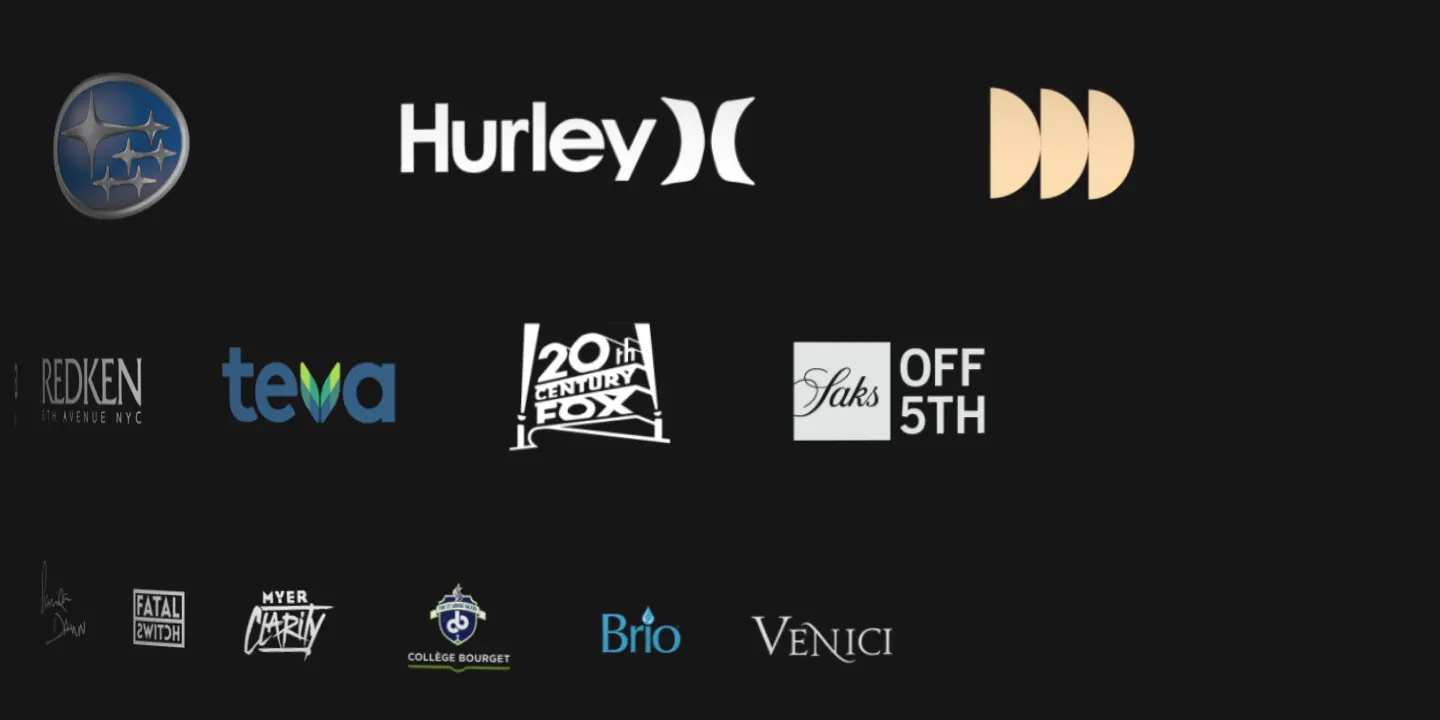 Hurley
REDKEN
5TH AVENUE NYC
teva
20th
CENTURY
FOX
Saks
OFF
5TH
DAWN
FATAL
SWITCH
MYER
CLARITY
COLLÈGE BOURGET
Brio
VENICI